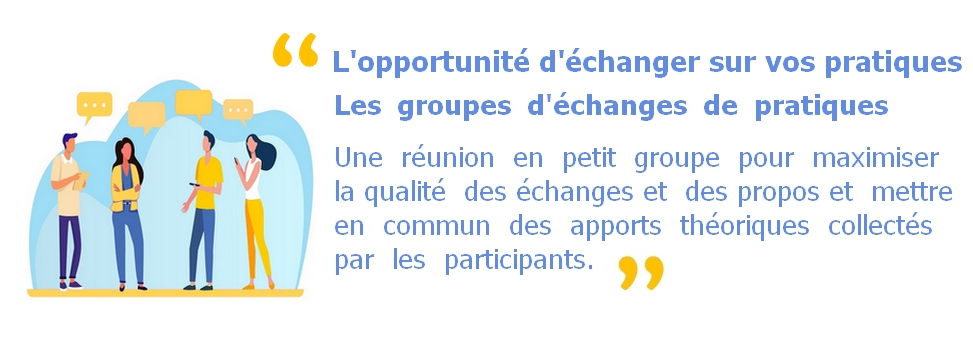 “
L'opportunité d'échanger sur vos pratiques
Les groupes d'échanges de pratiques
Une réunion en petit groupe pour maximiser
la qualité des échanges et des propos et mettre
en commun des apports théoriques collectés
par les participants.
”